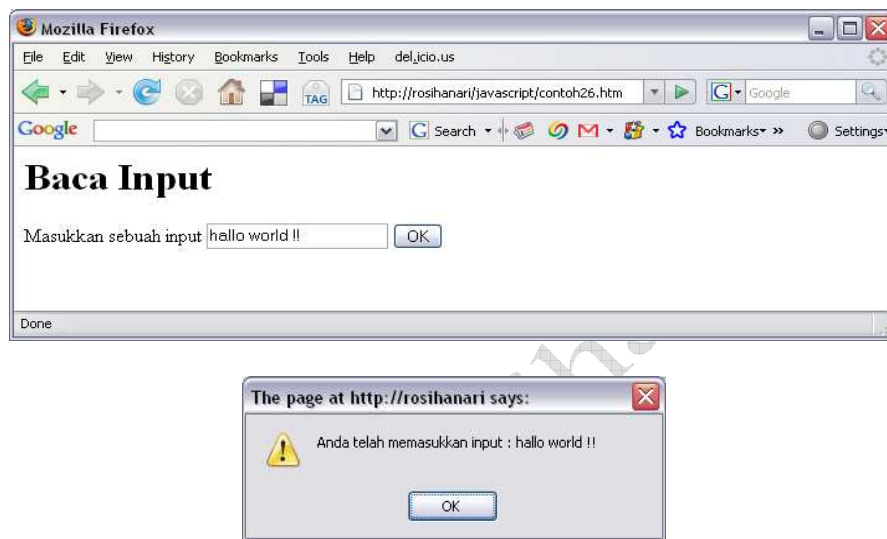 Mozilla Firefox
File Edit View History Bookmarks Tools Help del.icio.us
TAG http://rosihanari/javascript/contoh26.htm G Google
Google G Search Bookmarks Settings
Baca Input
Masukkan sebuah input hallo world !! OK
Done
The page at http://rosihanari says:
Anda telah memasukkan input : hallo world !!
OK